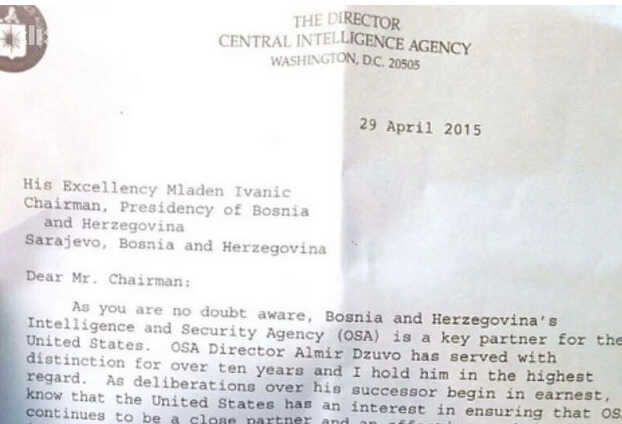 THE DIRECTOR
CENTRAL INTELLIGENCE AGENCY
WASHINGTON, D.C. 20505
29 April 2015
His Excellency Mladen Ivanic
Chairman, Presidency of Bosnia
and Herzegovina
Sarajevo, Bosnia and Herzegovina
Dear Mr. Chairman:
As you are no doubt aware, Bosnia and Herzegovina's
Intelligence and Security Agency (OSA) is a key partner for the
United States. OSA Director Almir Dzuvo has served with
distinction for over ten years and I hold him in the highest
regard. As deliberations over his successor begin in earnest,
know that the United States has an interest in ensuring that OS
continues to be a close partner and an